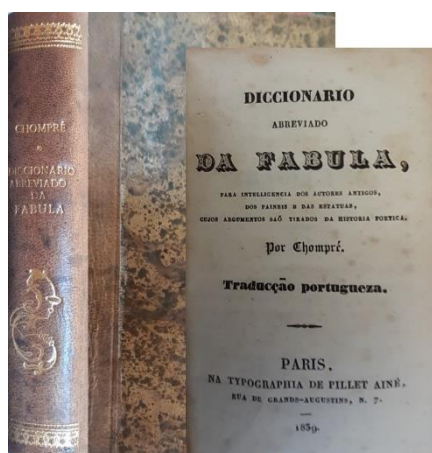 CHOMPRÉ
DICCIONARIO
ABREVIADO
DA
FABULA
DICCIONARIO
ABREVIADO
DA FABULA,
PARA INTELLIGENCIA DOS AUTORES ANTIGOS,
DOS PAINEIS E DAS ESTATUAS,
CUJOS ARGUMENTOS SAÕ TIRADOS DA HISTORIA POETICA.
Por Chompré.
Traducção portugueza.
PARIS,
NA TYPOGRAPHIA DE PILLET AINÉ,
RUA DE GRANDS-AUGUSTINS, N. 7.
1839.